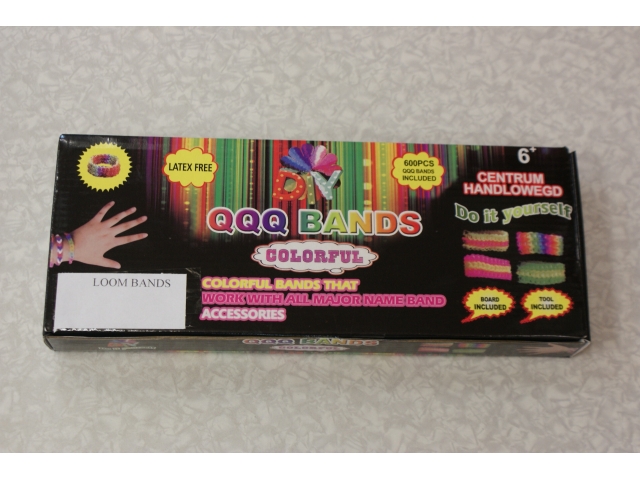 LATEX FREE
DIY
600PCS
QQQ BANDS
INCLUDED
6+
CENTRUM
HANDLOWEGD
Do it yourself
QQQ BANDS
COLORFUL
LOOM BANDS
COLORFUL BANDS THAT
WORK WITH ALL MAJOR NAME BAND
ACCESSORIES
BOARD
INCLUDED
TOOL
INCLUDED
QQQ BANDS